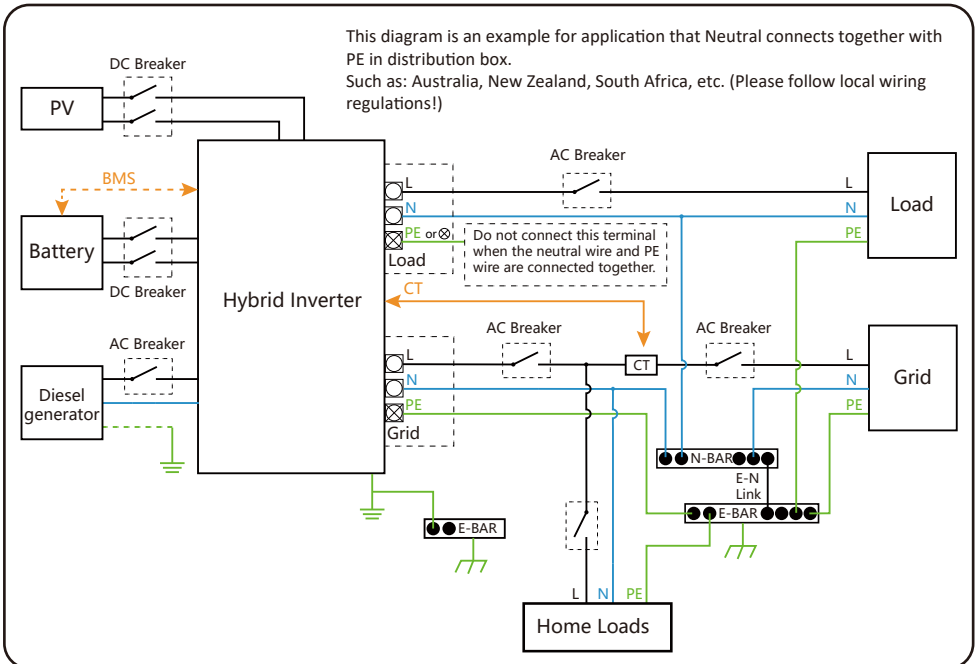 This diagram is an example for application that Neutral connects together with
PE in distribution box.
Such as: Australia, New Zealand, South Africa, etc. (Please follow local wiring
regulations!)
DC Breaker
PV
AC Breaker
BMS
L
N
PE or
Load
Do not connect this terminal
when the neutral wire and PE
wire are connected together.
L
N
PE
Load
Battery
DC Breaker
Hybrid Inverter
CT
AC Breaker
AC Breaker
AC Breaker
L
N
PE
Grid
CT
L
N
PE
Grid
Diesel
generator
N-BAR
E-N
Link
E-BAR
E-BAR
L
N
PE
Home Loads